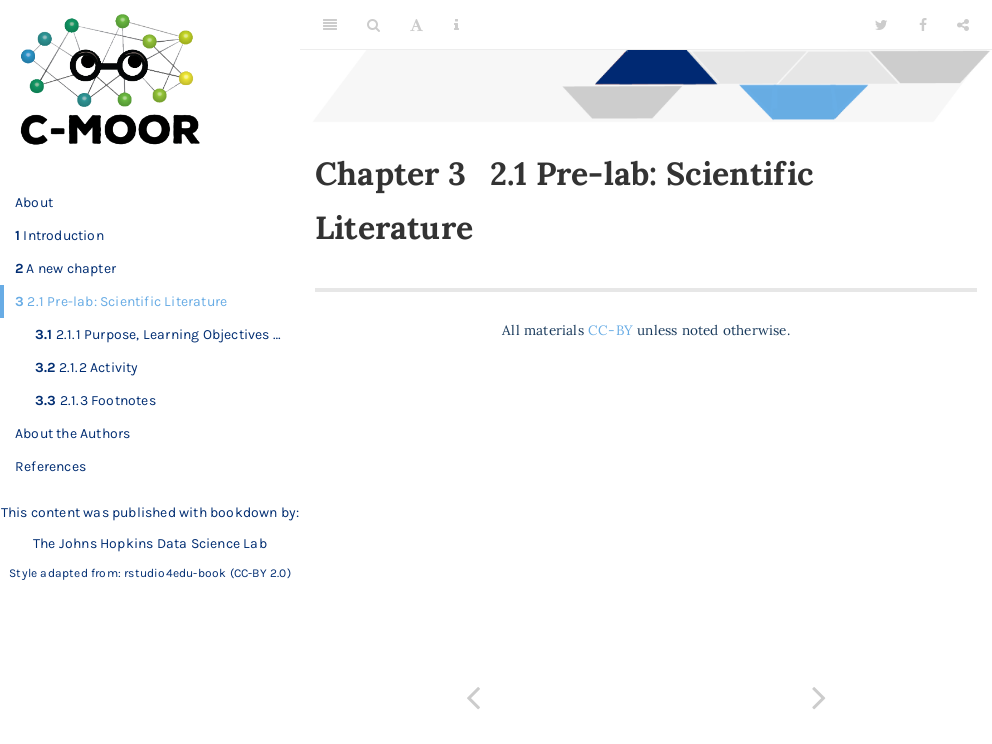 C-MOOR
About
1 Introduction
2 A new chapter
3 2.1 Pre-lab: Scientific Literature
3.1 2.1.1 Purpose, Learning Objectives ...
3.2 2.1.2 Activity
3.3 2.1.3 Footnotes
About the Authors
References
This content was published with bookdown by:
The Johns Hopkins Data Science Lab
Style adapted from: rstudio4edu-book (CC-BY 2.0)
A
Chapter 3 2.1 Pre-lab: Scientific
Literature
All materials CC-BY unless noted otherwise.